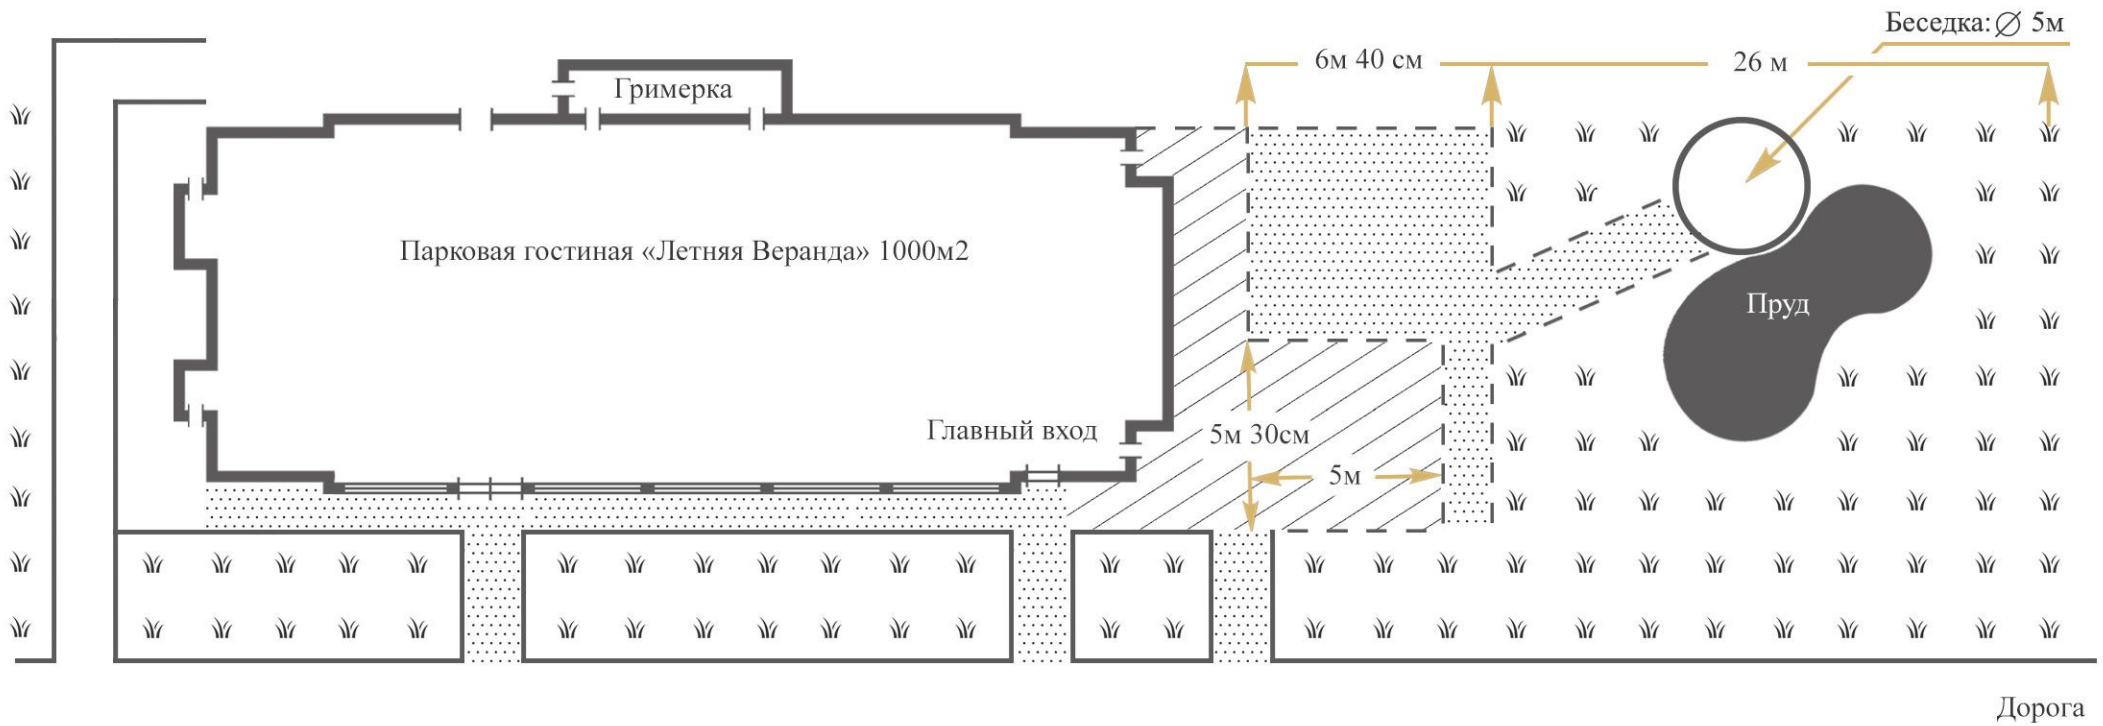 Беседка: ∅ 5м
6м 40 см
26 м
Гримерка
Парковая гостиная «Летняя Веранда» 1000м2
Пруд
Главный вход
5м 30см
5м
Дорога